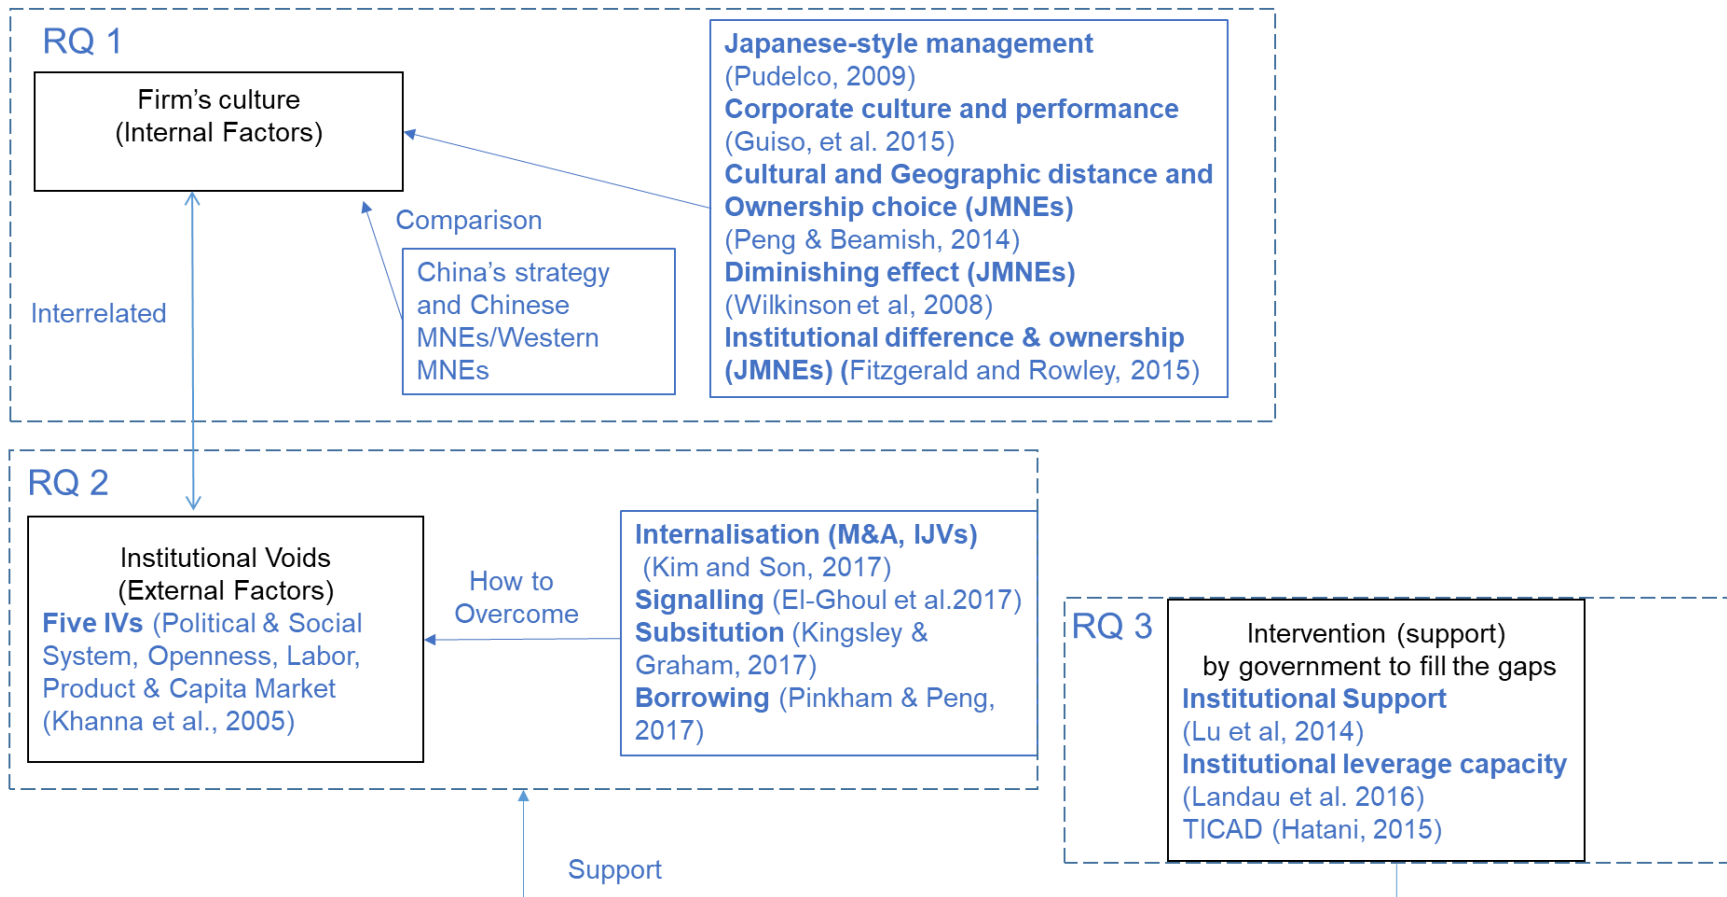 RQ 1
Firm's culture
(Internal Factors)
Japanese-style management
(Pudelco, 2009)
Corporate culture and performance
(Guiso, et al. 2015)
Cultural and Geographic distance and
Ownership choice (JMNEs)
(Peng & Beamish, 2014)
Diminishing effect (JMNEs)
(Wilkinson et al, 2008)
Institutional difference & ownership
(JMNEs) (Fitzgerald and Rowley, 2015)
Comparison
China's strategy
and Chinese
MNEs/Western
MNEs
Interrelated
RQ 2
Institutional Voids
(External Factors)
Five IVs (Political & Social
System, Openness, Labor,
Product & Capita Market
(Khanna et al., 2005)
How to
Overcome
Internalisation (M&A, IJVs)
(Kim and Son, 2017)
Signalling (El-Ghoul et al.2017)
Subsitution (Kingsley &
Graham, 2017)
Borrowing (Pinkham & Peng,
2017)
RQ 3
Intervention (support)
by government to fill the gaps
Institutional Support
(Lu et al, 2014)
Institutional leverage capacity
(Landau et al. 2016)
TICAD (Hatani, 2015)
Support